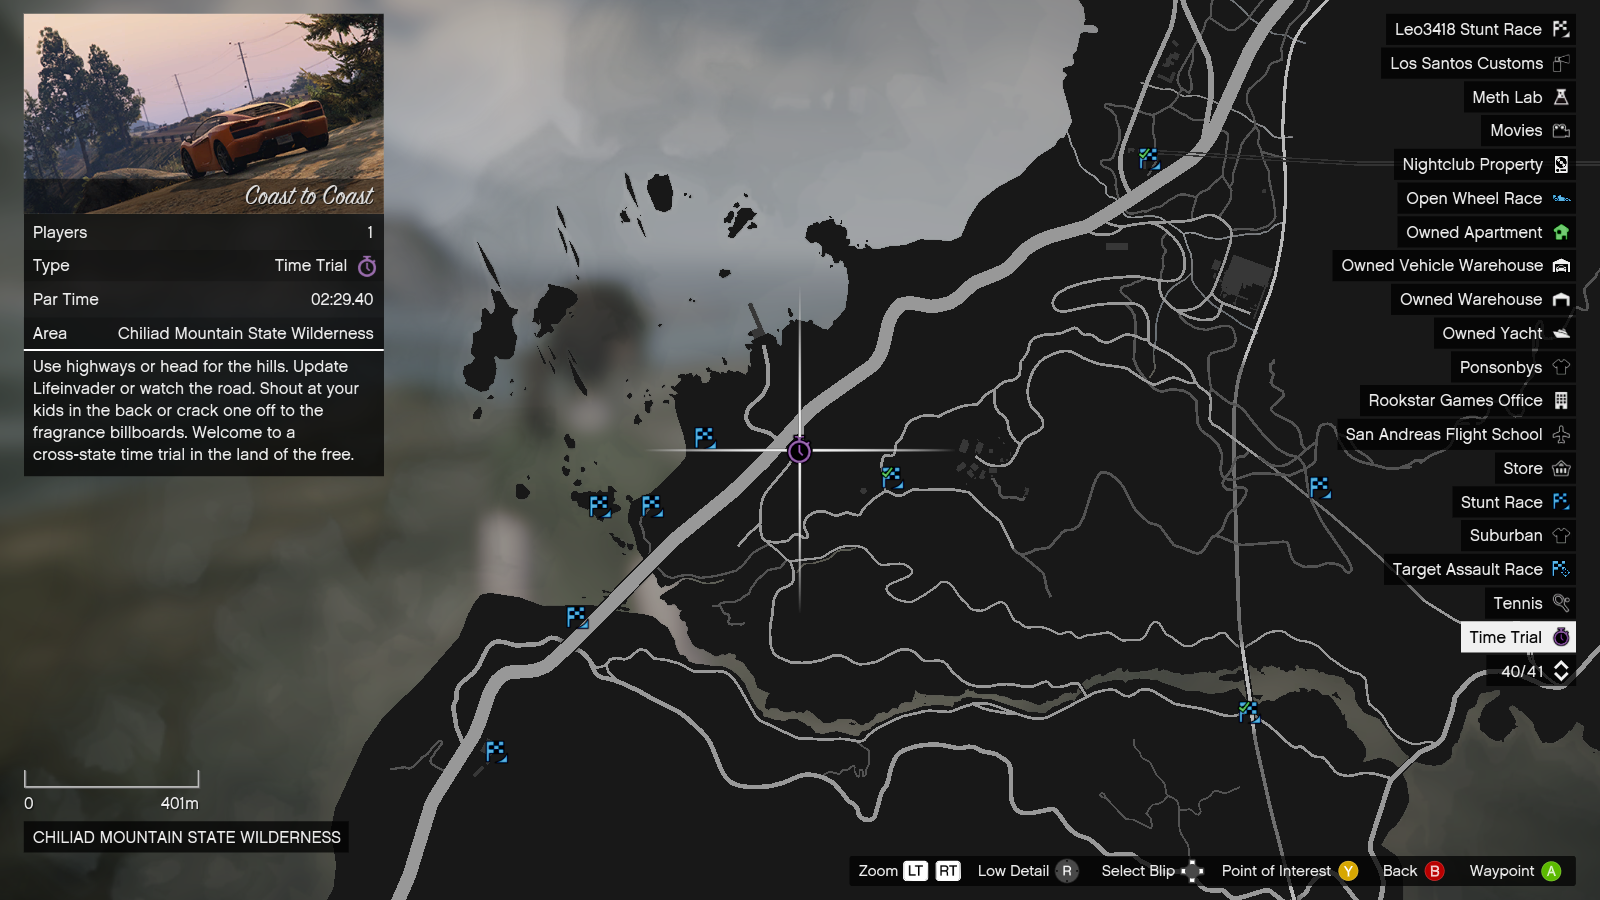 Coast to Coast
Players 1
Type Time Trial
Par Time 02:29.40
Area Chiliad Mountain State Wilderness
Use highways or head for the hills. Update
Lifeinvader or watch the road. Shout at your
kids in the back or crack one off to the
fragrance billboards. Welcome to a
cross-state time trial in the land of the free.
Leo3418 Stunt Race
Los Santos Customs
Meth Lab
Movies
Nightclub Property
Open Wheel Race
Owned Apartment
Owned Vehicle Warehouse
Owned Warehouse
Owned Yacht
Ponsonbys
Rookstar Games Office
San Andreas Flight School
Store
Stunt Race
Suburban
Target Assault Race
Tennis
Time Trial
40/41
0 401m
CHILIAD MOUNTAIN STATE WILDERNESS
Zoom LT RT Low Detail R Select Blip Point of Interest Y Back B Waypoint A